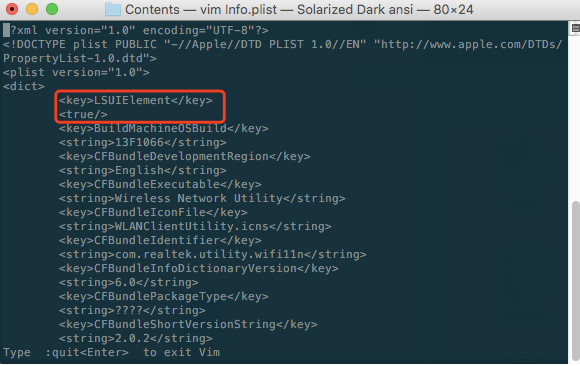 Contents — vim Info.plist — Solarized Dark ansi — 80×24
?xml version="1.0" encoding="UTF-8"?>
<!DOCTYPE plist PUBLIC "-//Apple//DTD PLIST 1.0//EN" "http://www.apple.com/DTDs/
PropertyList-1.0.dtd">
<plist version="1.0">
<dict>
<key>LSUIElement</key>
<true/>
<key>BuildMachineOSBuild</key>
<string>13F1066</string>
<key>CFBundleDevelopmentRegion</key>
<string>English</string>
<key>CFBundleExecutable</key>
<string>Wireless Network Utility</string>
<key>CFBundleIconFile</key>
<string>WLANClientUtility.icns</string>
<key>CFBundleIdentifier</key>
<string>com.realtek.utility.wifi11n</string>
<key>CFBundleInfoDictionaryVersion</key>
<string>6.0</string>
<key>CFBundlePackageType</key>
<string>????</string>
<key>CFBundleShortVersionString</key>
<string>2.0.2</string>
Type  :quit<Enter>  to exit Vim